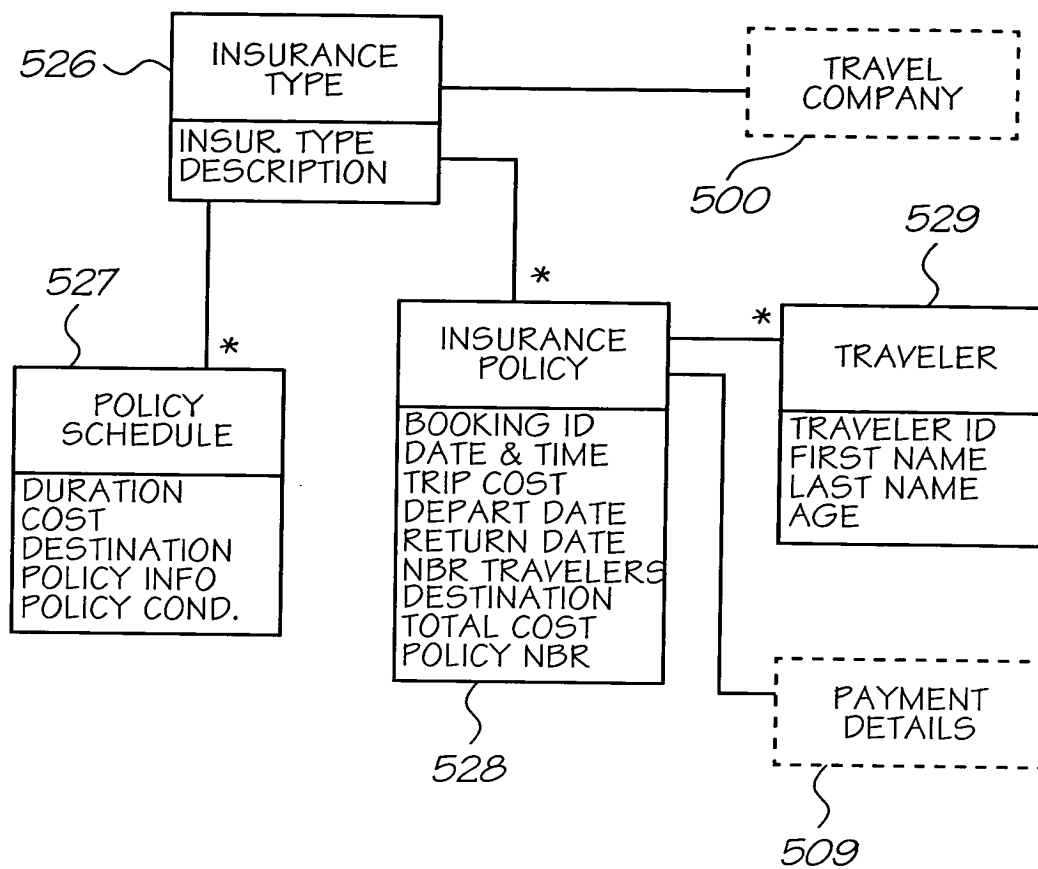 526
INSURANCE
TYPE
INSUR. TYPE
DESCRIPTION
TRAVEL
COMPANY
500
527
*
POLICY
SCHEDULE
DURATION
COST
DESTINATION
POLICY INFO
POLICY COND.
*
INSURANCE
POLICY
BOOKING ID
DATE & TIME
TRIP COST
DEPART DATE
RETURN DATE
NBR TRAVELERS
DESTINATION
TOTAL COST
POLICY NBR
528
529
*
TRAVELER
TRAVELER ID
FIRST NAME
LAST NAME
AGE
PAYMENT
DETAILS
509